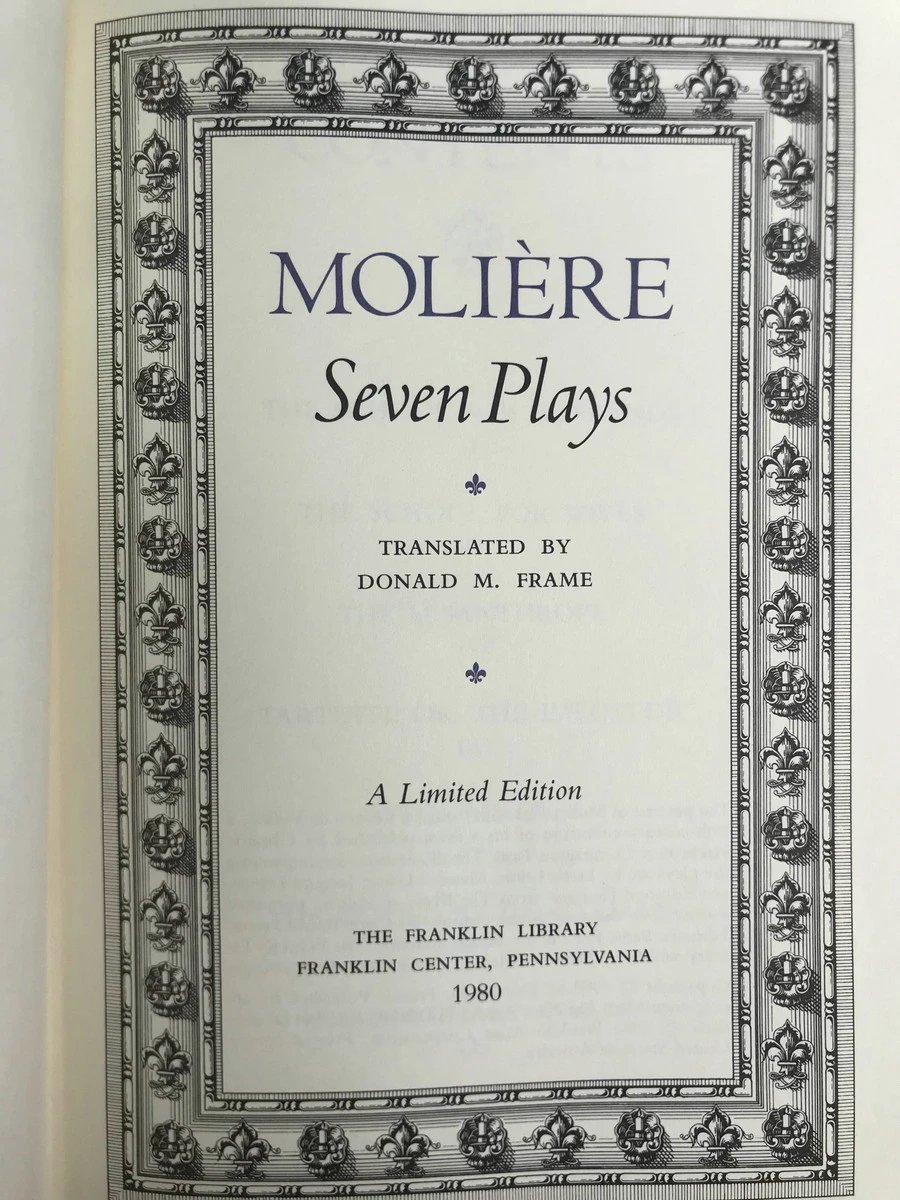 MOLIÈRE
Seven Plays
TRANSLATED BY
DONALD M. FRAME
A Limited Edition
THE FRANKLIN LIBRARY
FRANKLIN CENTER, PENNSYLVANIA
1980